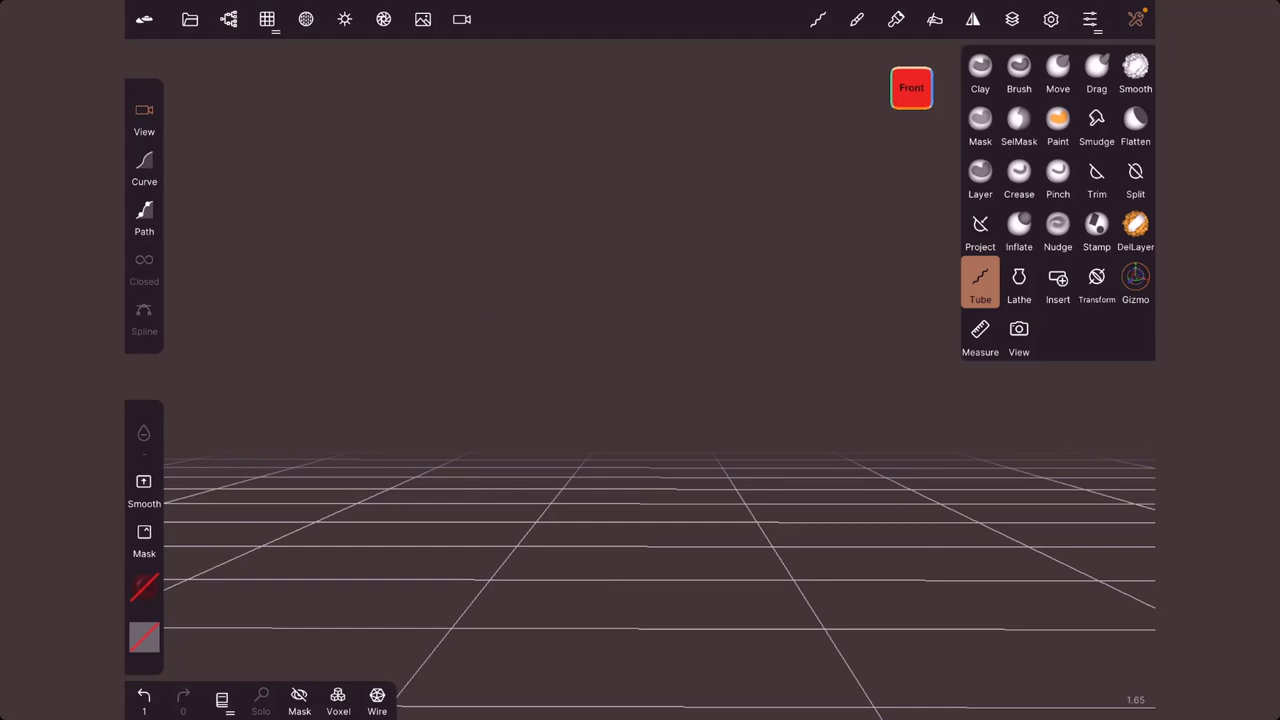 Front
View
Curve
Path
Closed
Spline
Clay Brush Move Drag Smooth
Mask SelMask Paint Smudge Flatten
Layer Crease Pinch Trim Split
Project Inflate Nudge Stamp DelLayer
Tube Lathe Insert Transform Gizmo
Measure View
-
Smooth
Mask
1 0 Solo Mask Voxel Wire
1.65